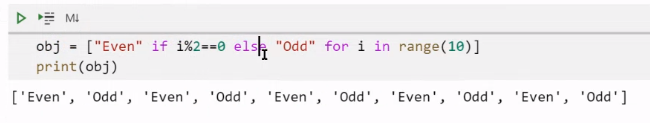 M↓
obj = ["Even" if i%2==0 else "Odd" for i in range(10)]
print(obj)
['Even', 'Odd', 'Even', 'Odd', 'Even', 'Odd', 'Even', 'Odd', 'Even', 'Odd']